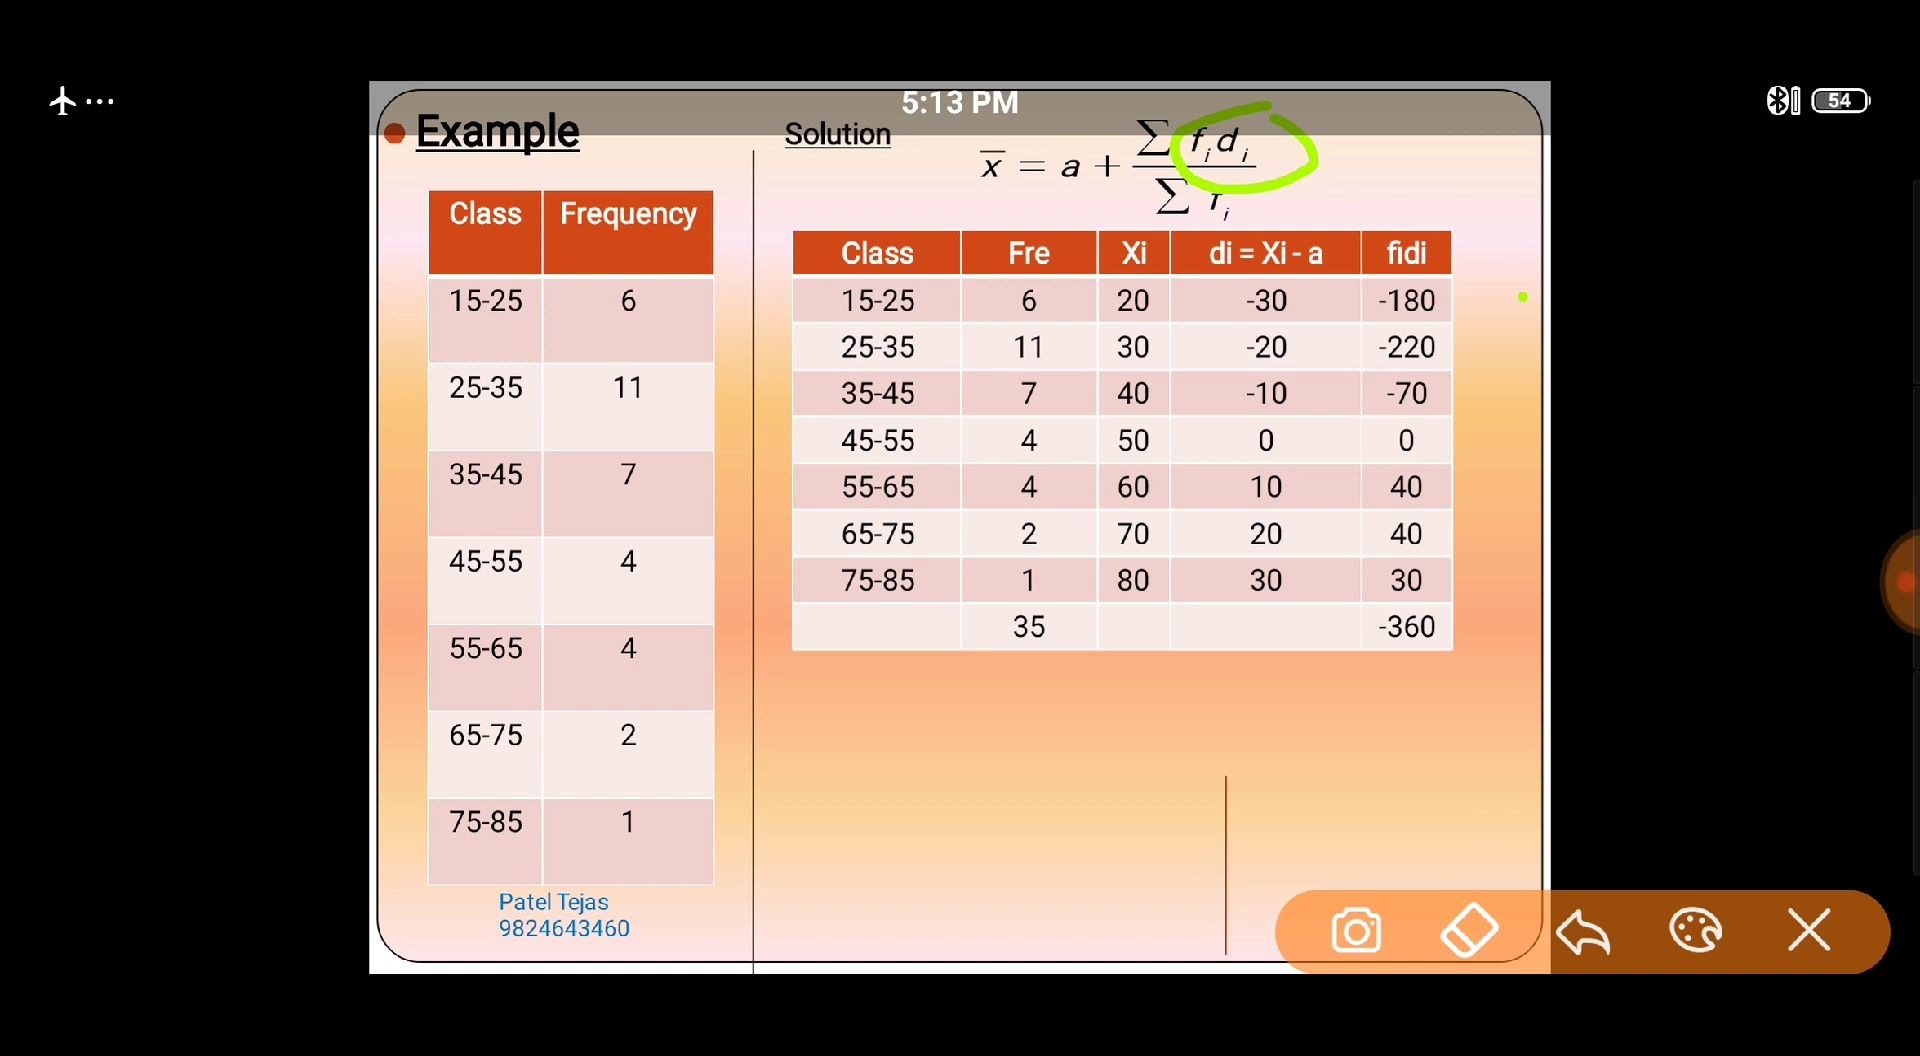 5:13 PM
54
Example
Class Frequency
15-25 6
25-35 11
35-45 7
45-55 4
55-65 4
65-75 2
75-85 1
Patel Tejas
9824643460
Solution
x̄ = a + ∑ fᵢdᵢ / ∑ fᵢ
Class Fre Xi di = Xi - a fidi
15-25 6 20 -30 -180
25-35 11 30 -20 -220
35-45 7 40 -10 -70
45-55 4 50 0 0
55-65 4 60 10 40
65-75 2 70 20 40
75-85 1 80 30 30
35 -360